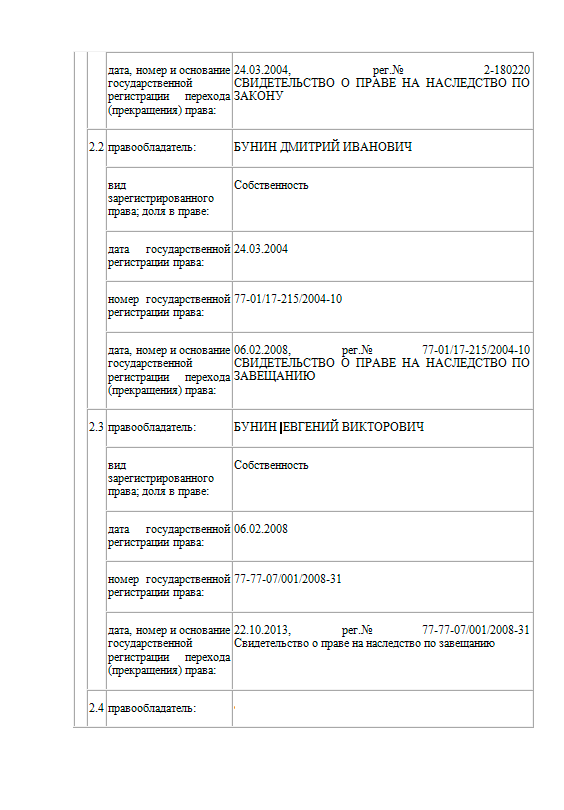 дата, номер и основание государственной регистрации перехода (прекращения) права:
24.03.2004, рег.№ 2-180220
СВИДЕТЕЛЬСТВО О ПРАВЕ НА НАСЛЕДСТВО ПО
ЗАКОНУ
2.2 правообладатель:
БУНИН ДМИТРИЙ ИВАНОВИЧ
вид
зарегистрированного
права; доля в праве:
Собственность
дата государственной
регистрации права:
24.03.2004
номер государственной
регистрации права:
77-01/17-215/2004-10
дата, номер и основание
государственной
регистрации перехода
(прекращения) права:
06.02.2008, рег.№ 77-01/17-215/2004-10
СВИДЕТЕЛЬСТВО О ПРАВЕ НА НАСЛЕДСТВО ПО
ЗАВЕЩАНИЮ
2.3 правообладатель:
БУНИН ЕВГЕНИЙ ВИКТОРОВИЧ
вид
зарегистрированного
права; доля в праве:
Собственность
дата государственной
регистрации права:
06.02.2008
номер государственной
регистрации права:
77-77-07/001/2008-31
дата, номер и основание
государственной
регистрации перехода
(прекращения) права:
22.10.2013, рег.№ 77-77-07/001/2008-31
Свидетельство о праве на наследство по завещанию
2.4 правообладатель: